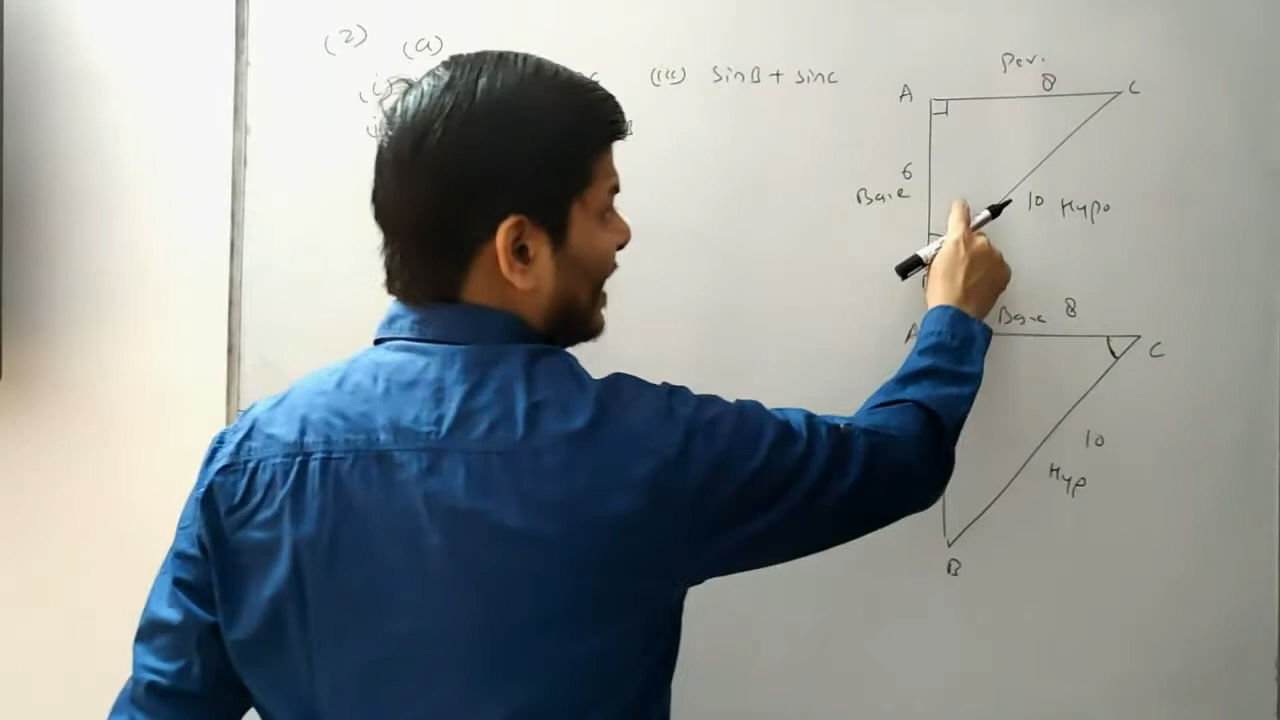 (2) (a)
(i)
(iii) sinB + sinC
Per.
8
A
C
6
Base
10 Hypo
Base 8
A
C
10
Hyp
B